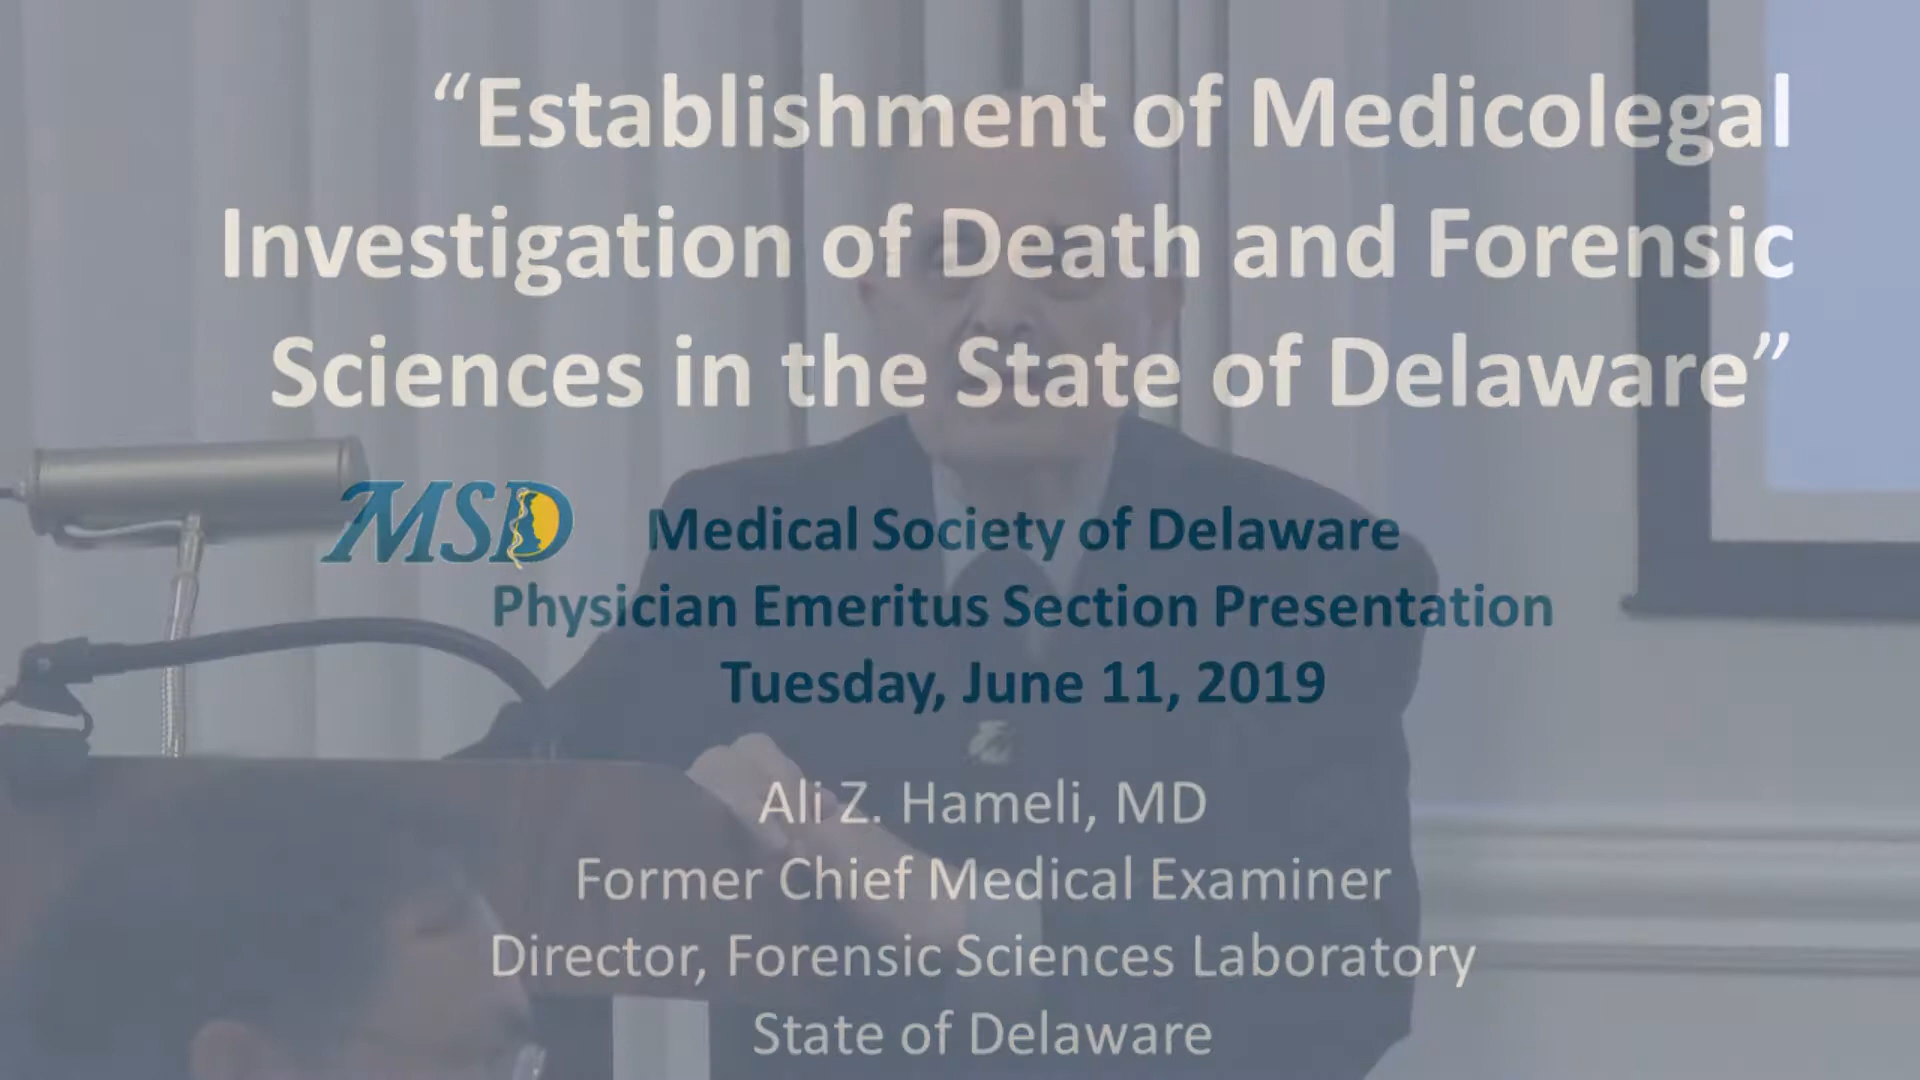 “Establishment of Medicolegal
Investigation of Death and Forensic
Sciences in the State of Delaware”
MSD
Medical Society of Delaware
Physician Emeritus Section Presentation
Tuesday, June 11, 2019
Ali Z. Hameli, MD
Former Chief Medical Examiner
Director, Forensic Sciences Laboratory
State of Delaware